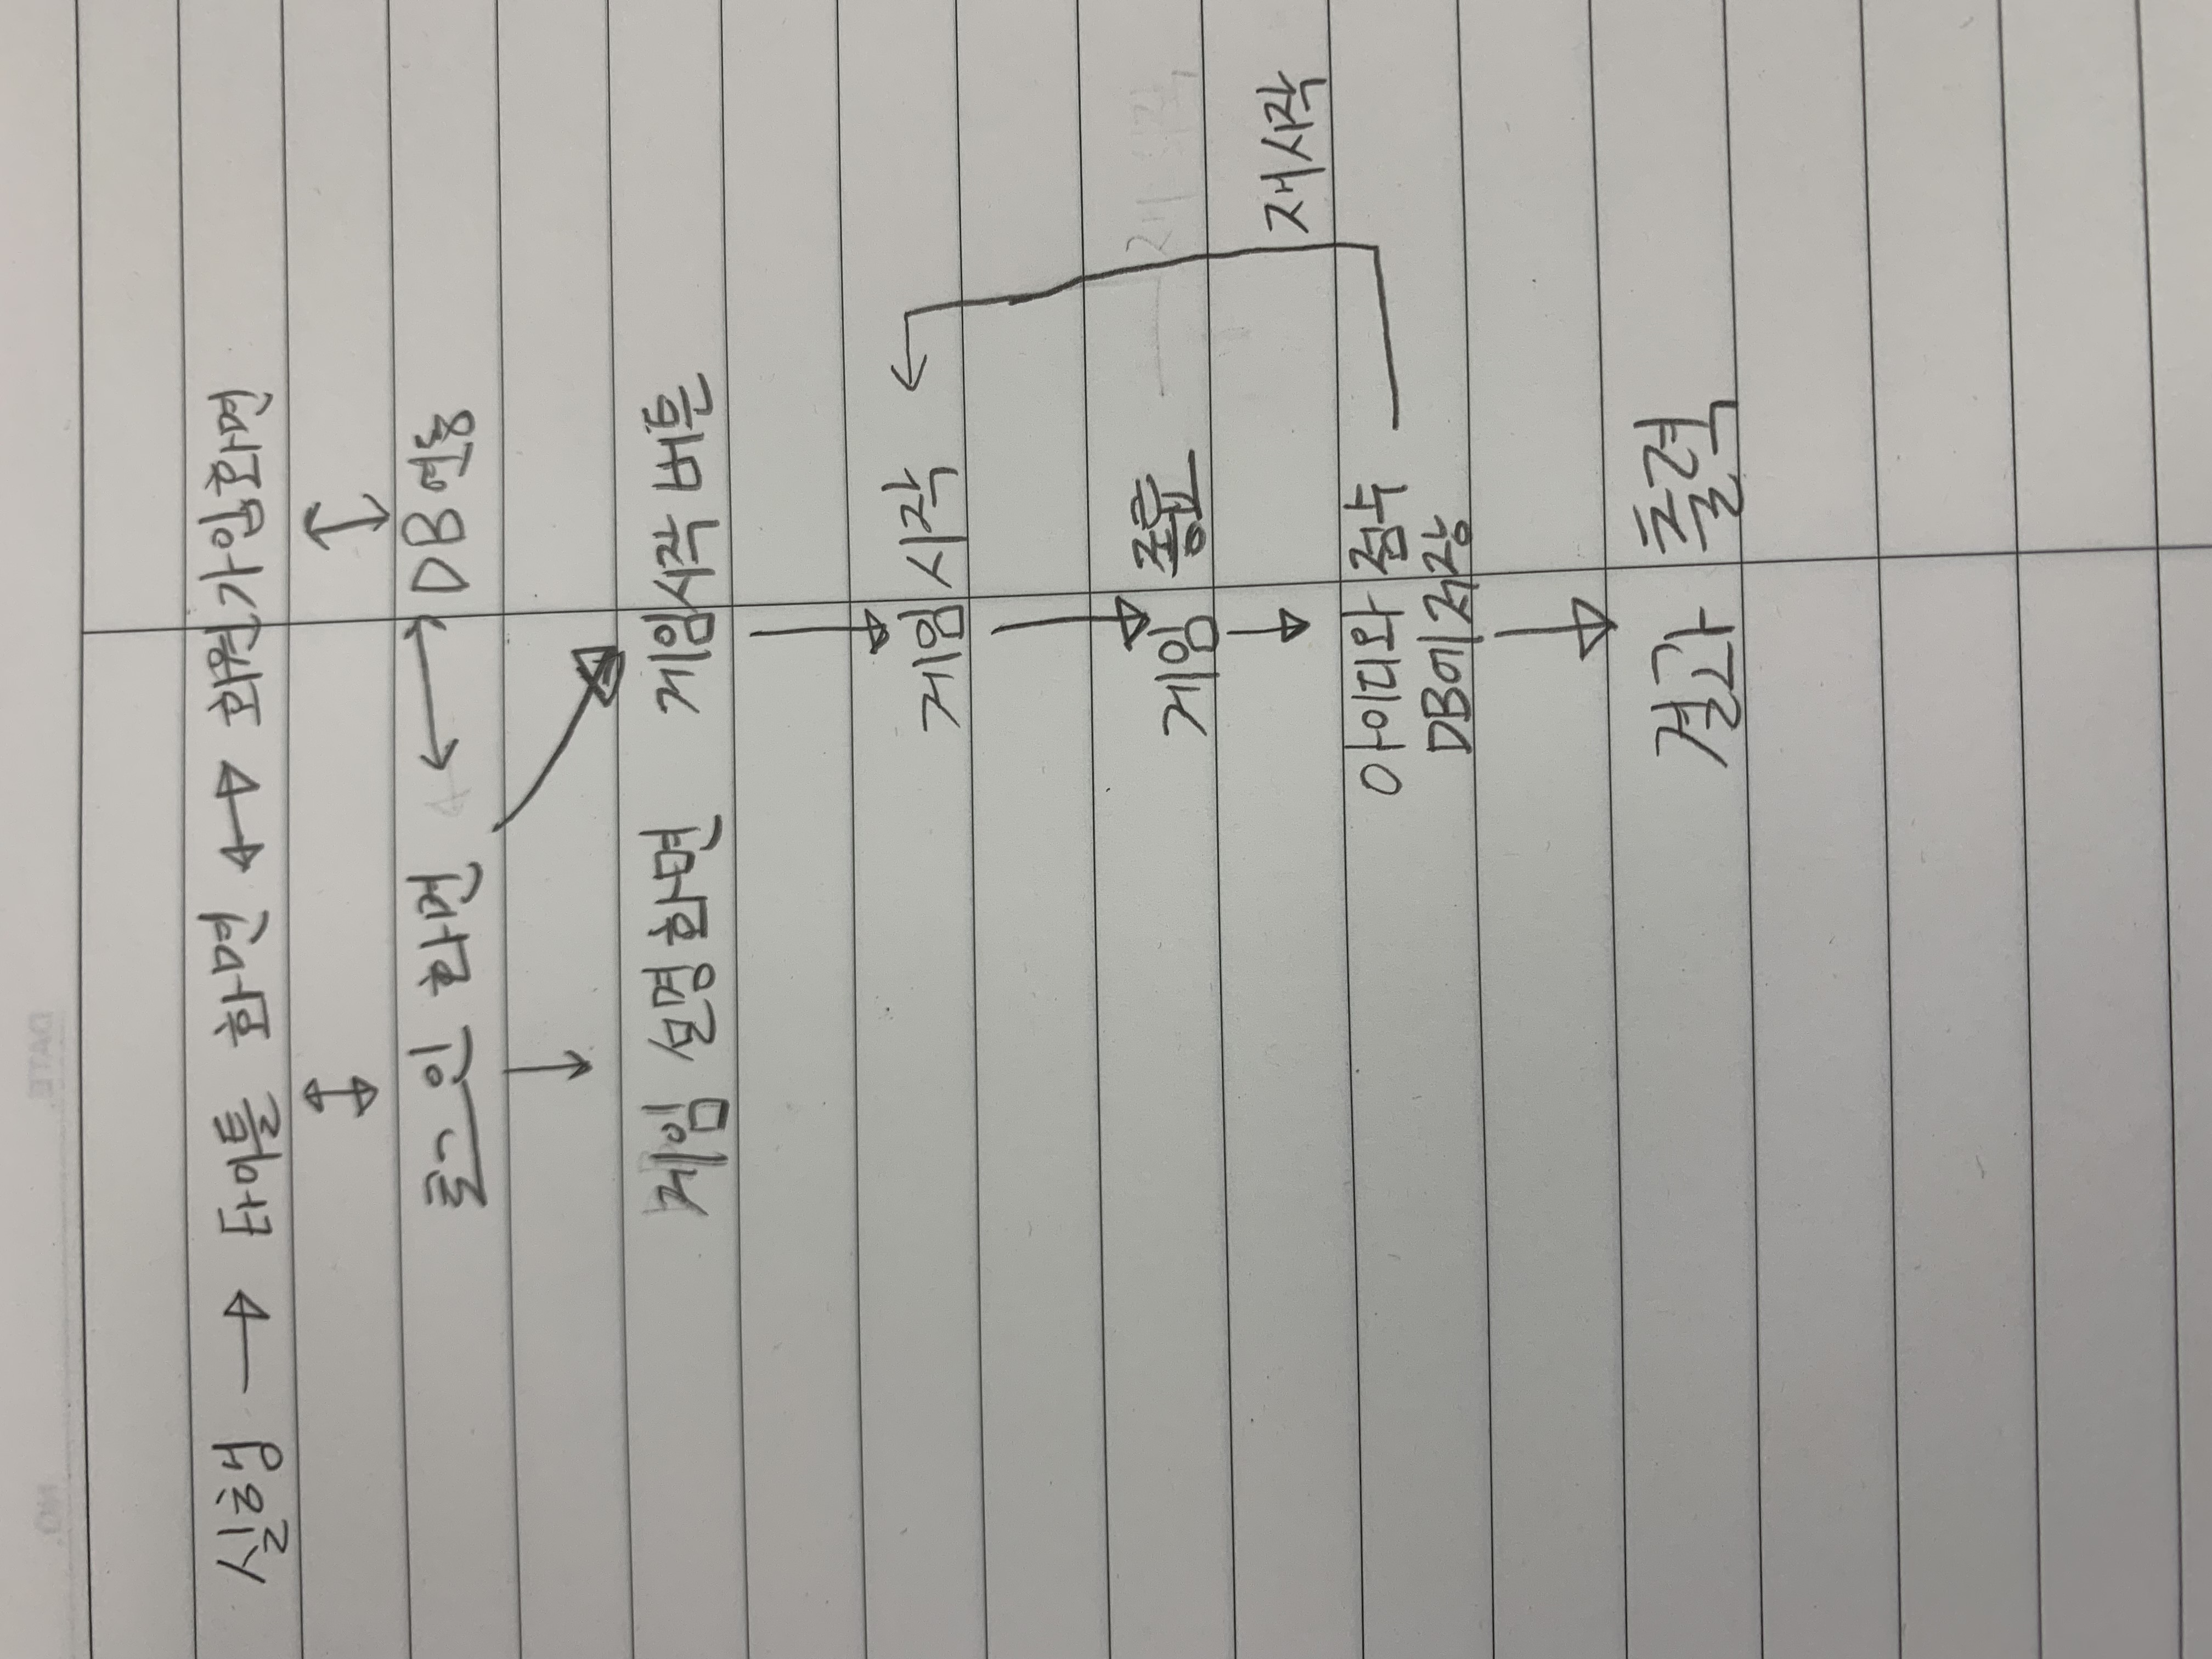 실행 → 타이틀 화면 ↔ 회원가입화면
로그인 화면 ↔ DB연동
게임 설명화면 게임시작 버튼
게임 시작
게임 종료
재시작
아이디와 점수
DB에 저장
결과 출력